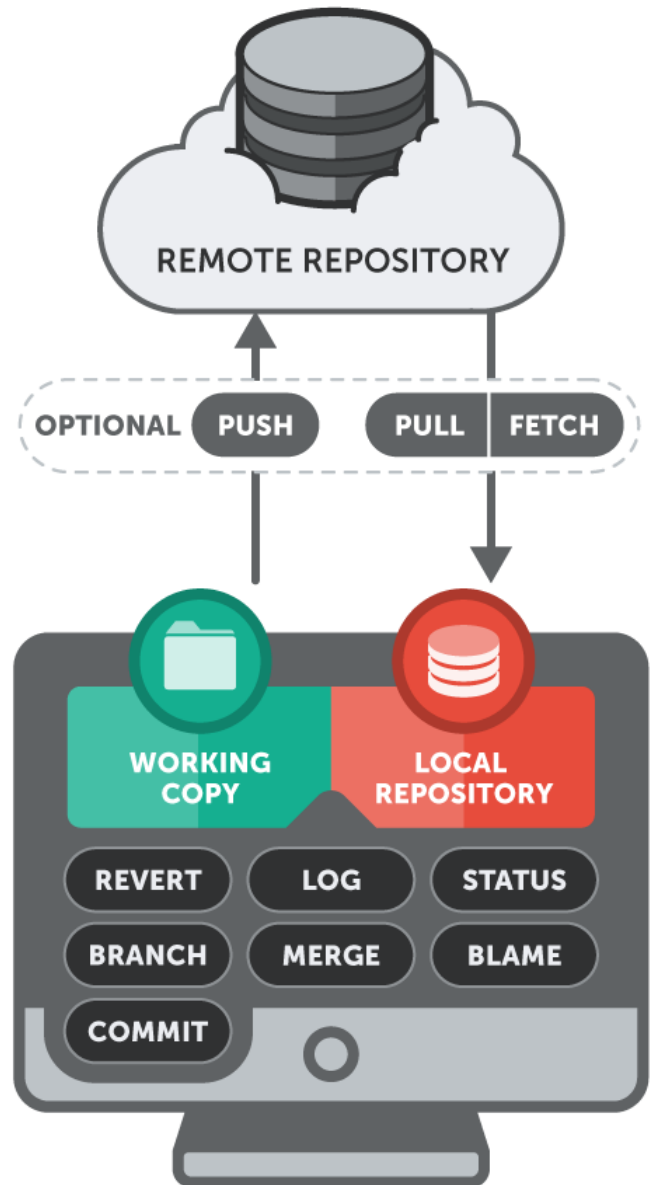 REMOTE REPOSITORY
OPTIONAL PUSH PULL FETCH
WORKING
COPY
LOCAL
REPOSITORY
REVERT LOG STATUS
BRANCH MERGE BLAME
COMMIT